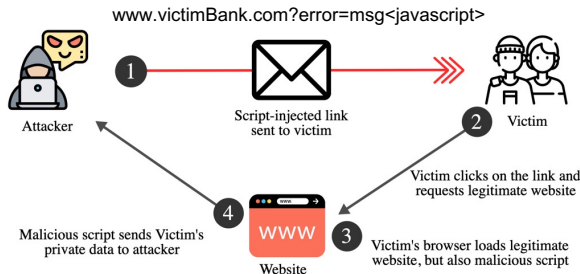 www.victimBank.com?error=msg<javascript>
1
Attacker
Script-injected link
sent to victim
Victim
2
Victim clicks on the link and
requests legitimate website
4
www
WWW
3
Malicious script sends Victim's
private data to attacker
Victim's browser loads legitimate
website, but also malicious script
Website